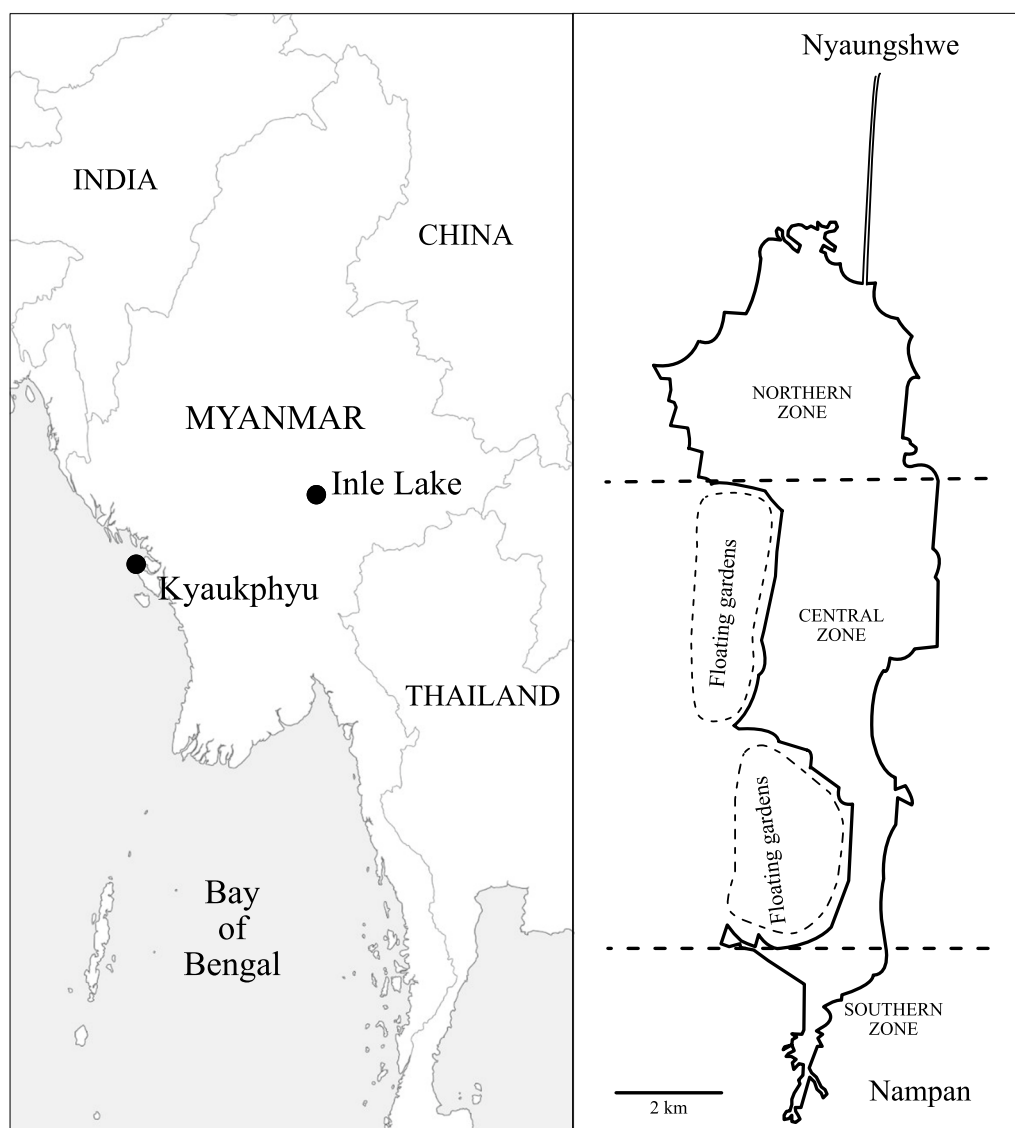 INDIA
CHINA
MYANMAR
Inle Lake
Kyaukphyu
THAILAND
Bay
of
Bengal
Nyaungshwe
NORTHERN
ZONE
Floating gardens
CENTRAL
ZONE
Floating gardens
SOUTHERN
ZONE
Nampan
2 km